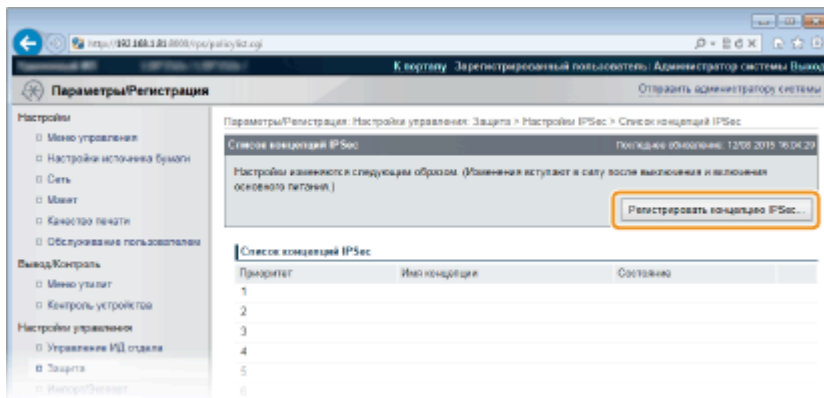 К порталу Зарегистрированный пользователь: Администратор системы Выход
Параметры/Регистрация
Отправить администратору системы
Настройки
Меню управления
Настройки источника бумаги
Сеть
Макет
Качество печати
Обслуживание пользователем
Вывод/Контроль
Меню утилит
Контроль устройства
Настройки управления
Управление ИД отдела
Защита
Импорт/Экспорт
Параметры/Регистрация: Настройки управления: Защита > Настройки IPSec > Список концепций IPSec
Список концепций IPSec
Последнее обновление: 12/08 2015 16:04:29
Настройки изменяются следующим образом. (Изменения вступают в силу после выключения и включения
основного питания.)
Регистрировать концепцию IPSec...
Список концепций IPSec
Приоритет Имя концепции Состояние
1
2
3
4
5
6